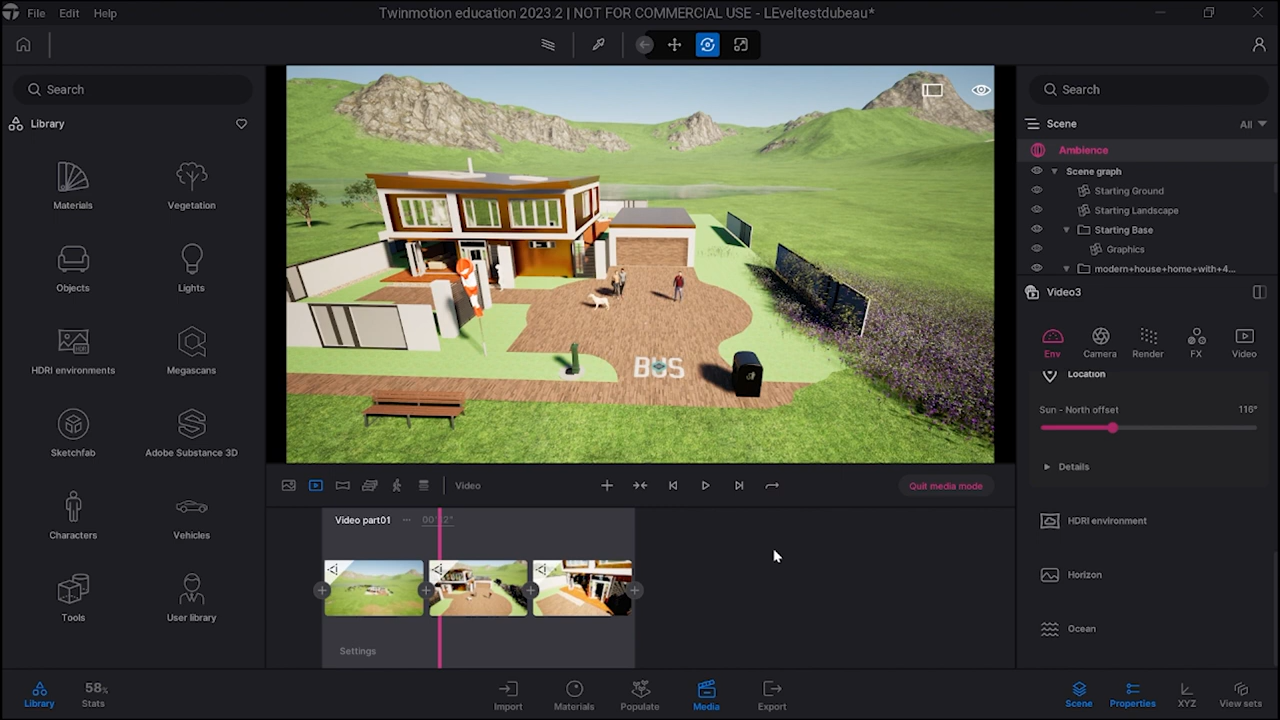 File Edit Help
Twinmotion education 2023.2 | NOT FOR COMMERCIAL USE - LEveltestdubeau*
Search
Library
Materials
Vegetation
Objects
Lights
HDRI environments
Megascans
Sketchfab
Adobe Substance 3D
Characters
Vehicles
Tools
User library
BUS
Video
Quit media mode
Video part01
Settings
Search
Scene
All
Ambience
Scene graph
Starting Ground
Starting Landscape
Starting Base
Graphics
modern+house+home+with+4...
Video3
Env
Camera
Render
FX
Video
Location
Sun - North offset
116°
Details
HDRI environment
Horizon
Ocean
Library
58%
Stats
Import
Materials
Populate
Media
Export
Scene
Properties
XYZ
View sets